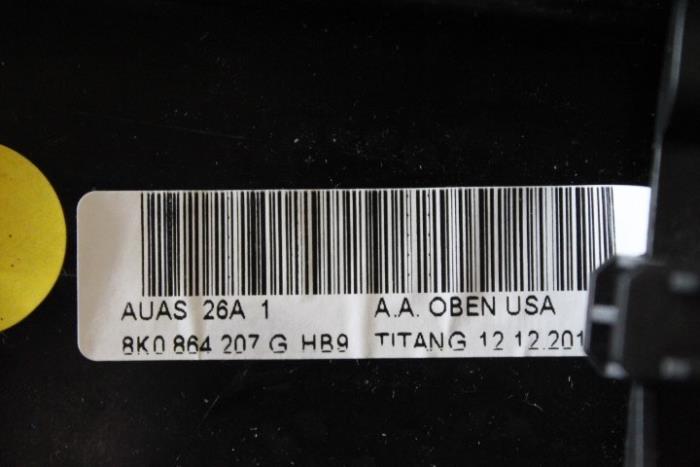 AUAS 26A 1 A.A. OBEN USA
8K0 864 207 G HB9 TITANG 12.12.201